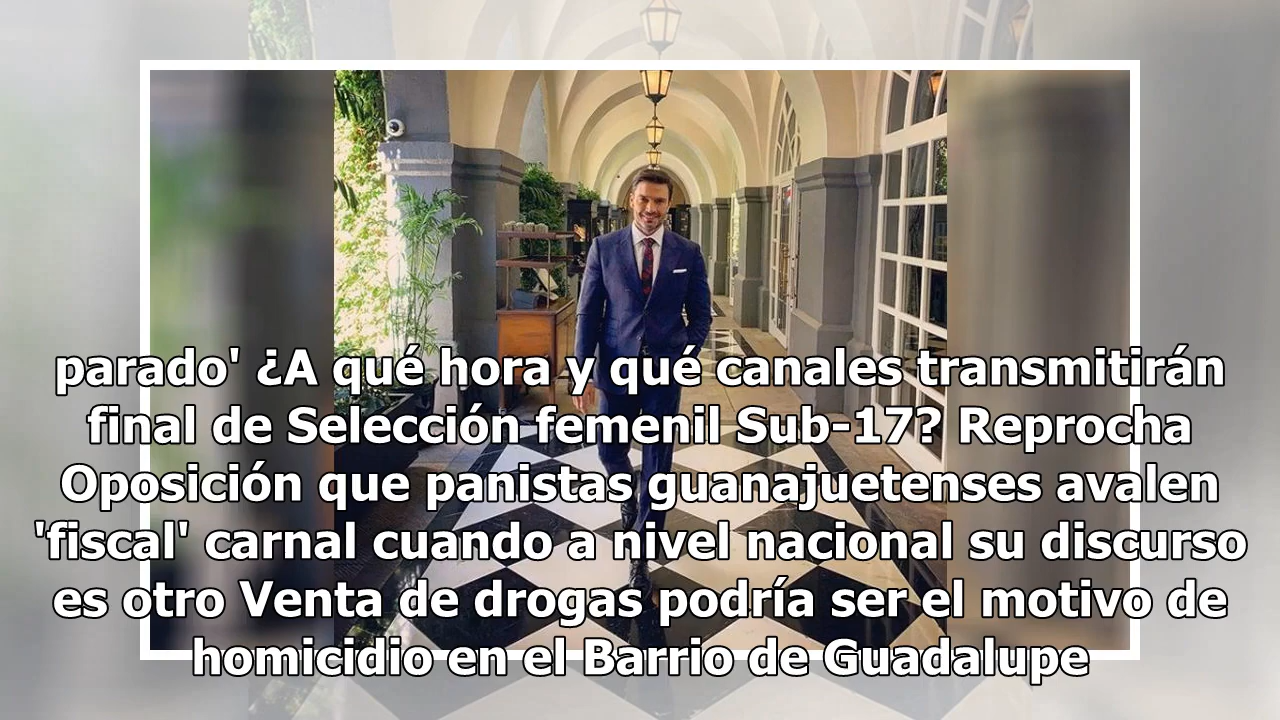 parado' ¿A qué hora y qué canales transmitirán
final de Selección femenil Sub-17? Reprocha
Oposición que panistas guanajuetenses avalen
'fiscal' carnal cuando a nivel nacional su discurso
es otro Venta de drogas podría ser el motivo de
homicidio en el Barrio de Guadalupe